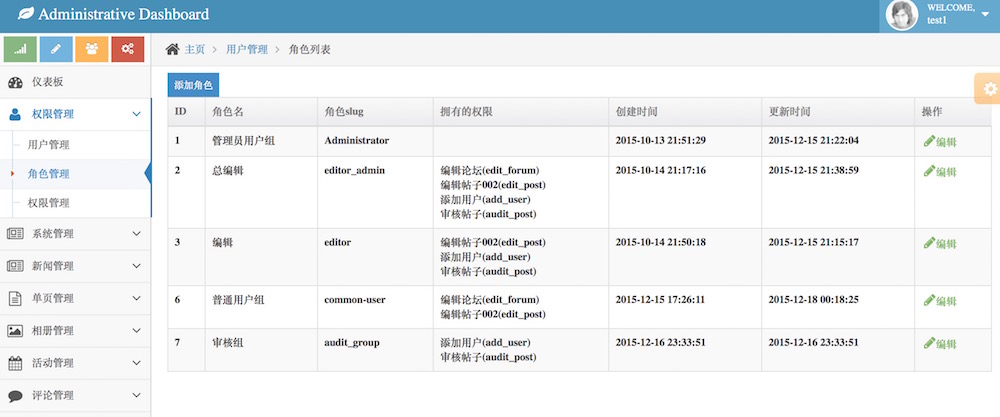 Administrative Dashboard
WELCOME,
test1
主页 > 用户管理 > 角色列表
仪表板
权限管理
用户管理
角色管理
权限管理
系统管理
新闻管理
单页管理
相册管理
活动管理
评论管理
添加角色
ID 角色名 角色slug 拥有的权限 创建时间 更新时间 操作
1 管理员用户组 Administrator 2015-10-13 21:51:29 2015-12-15 21:22:04 编辑
2 总编辑 editor_admin 编辑论坛(edit_forum) 2015-10-14 21:17:16 2015-12-15 21:38:59 编辑
编辑帖子002(edit_post)
添加用户(add_user)
审核帖子(audit_post)
3 编辑 editor 编辑帖子002(edit_post) 2015-10-14 21:50:18 2015-12-15 21:15:17 编辑
添加用户(add_user)
审核帖子(audit_post)
6 普通用户组 common-user 编辑论坛(edit_forum) 2015-12-15 17:26:11 2015-12-18 00:18:25 编辑
编辑帖子002(edit_post)
7 审核组 audit_group 添加用户(add_user) 2015-12-16 23:33:51 2015-12-16 23:33:51 编辑
审核帖子(audit_post)